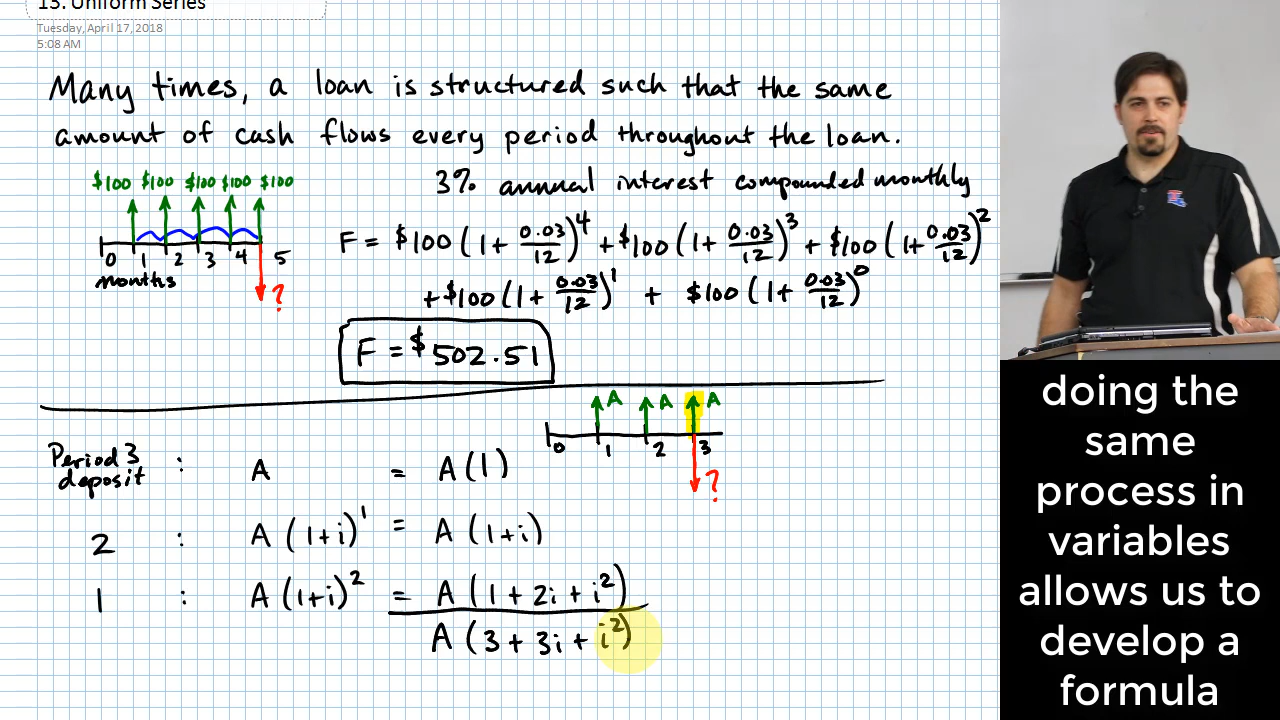 13. Uniform Series
Tuesday, April 17, 2018
5:08 AM
Many times, a loan is structured such that the same
amount of cash flows every period throughout the loan.
$100 $100 $100 $100 $100
0 1 2 3 4 5
months
?
3% annual interest compounded monthly
F = $100 (1 + 0.03/12)^4 + $100 (1 + 0.03/12)^3 + $100 (1 + 0.03/12)^2
+ $100 (1 + 0.03/12)^1 + $100 (1 + 0.03/12)^0
F = $502.51
A A A
0 1 2 3
?
Period 3 deposit : A = A (1)
2 : A (1+i)^1 = A (1+i)
1 : A (1+i)^2 = A (1 + 2i + i^2)
A (3 + 3i + i^2)
doing the
same
process in
variables
allows us to
develop a
formula